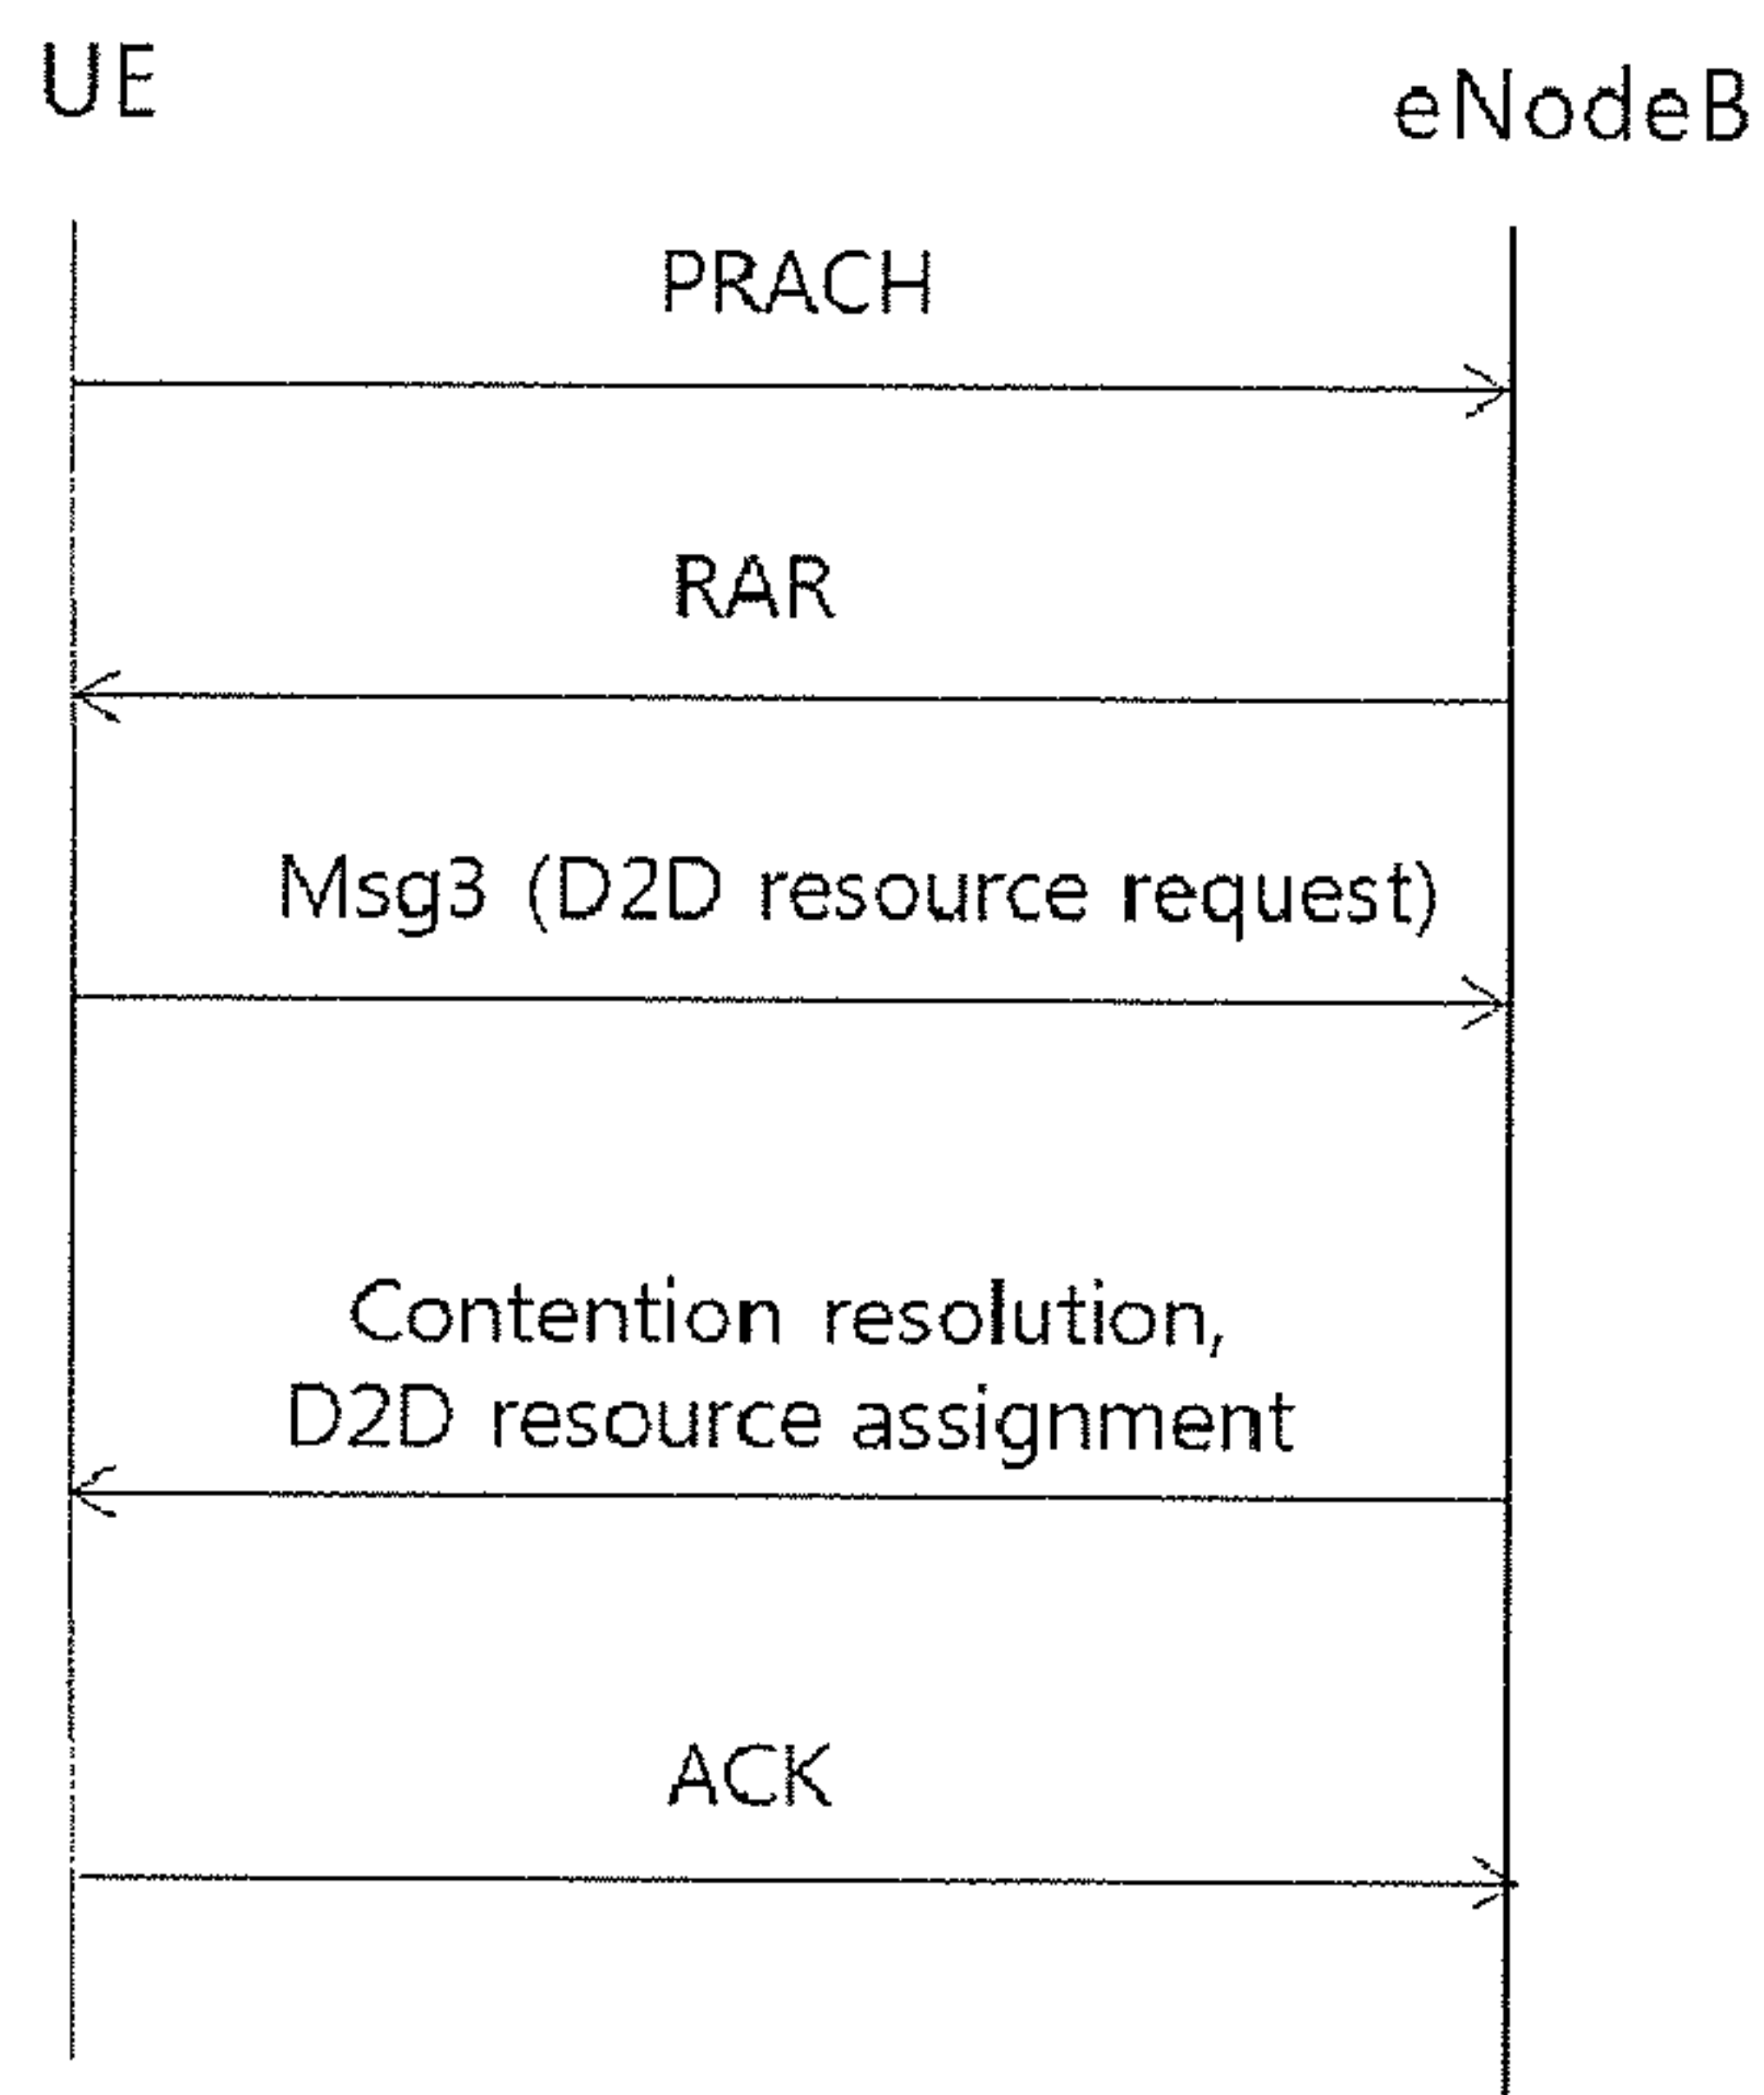 UE
eNodeB
PRACH
RAR
Msg3 (D2D resource request)
Contention resolution,
D2D resource assignment
ACK